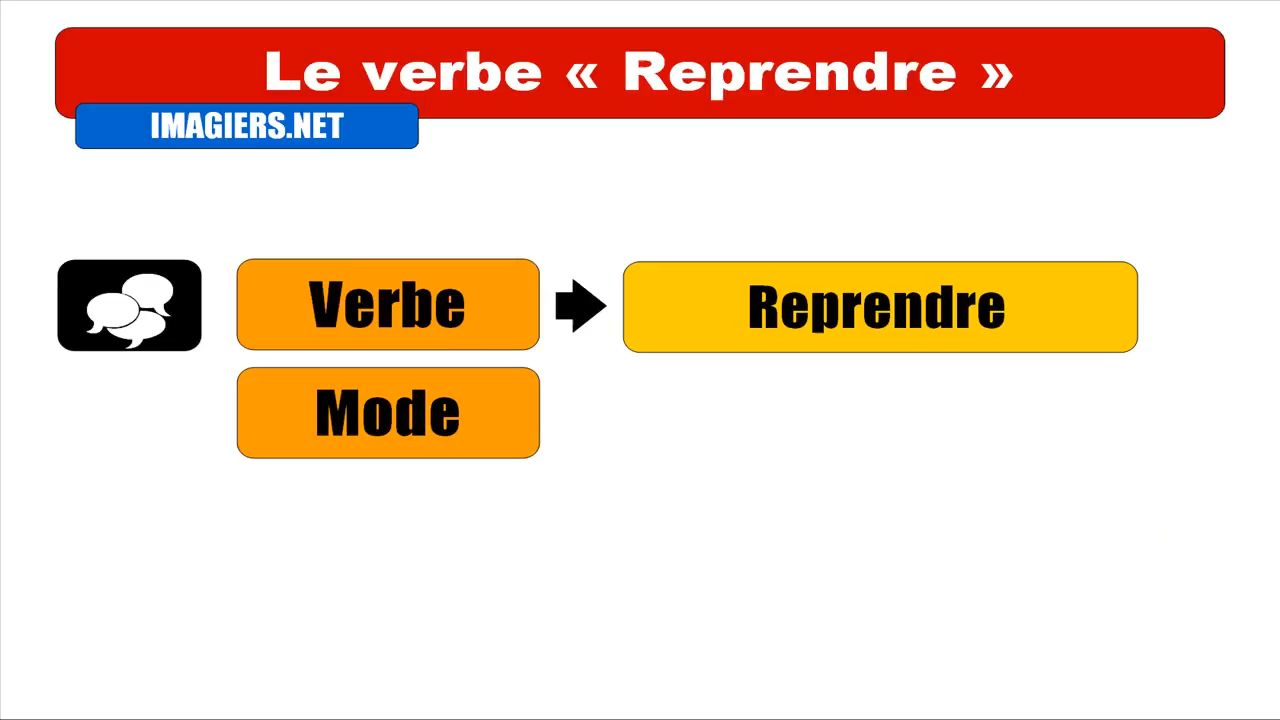 Le verbe « Reprendre »
IMAGIERS.NET
Verbe
Reprendre
Mode